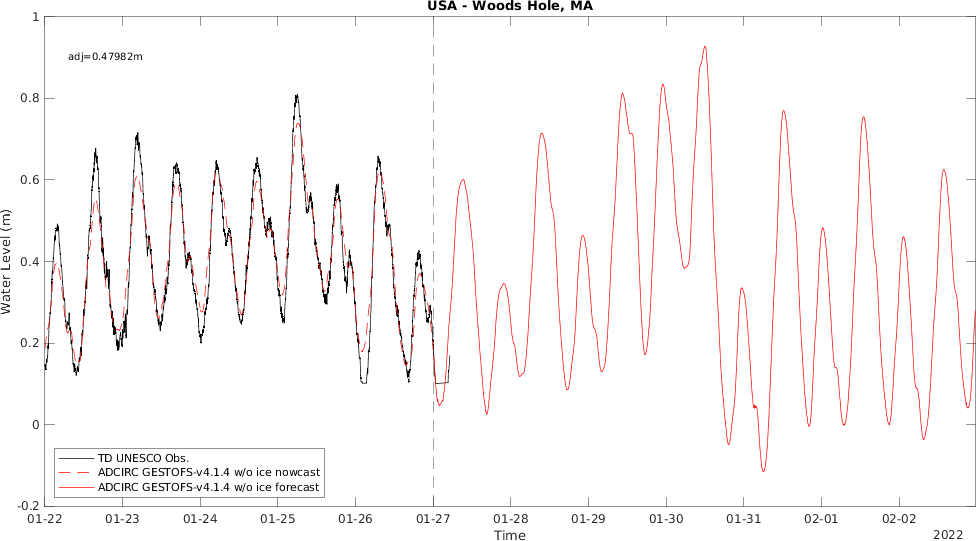 USA - Woods Hole, MA
adj=0.47982m
Water Level (m)
1
0.8
0.6
0.4
0.2
0
-0.2
TD UNESCO Obs.
ADCIRC GESTOFS-v4.1.4 w/o ice nowcast
ADCIRC GESTOFS-v4.1.4 w/o ice forecast
01-22 01-23 01-24 01-25 01-26 01-27 01-28 01-29 01-30 01-31 02-01 02-02
Time
2022